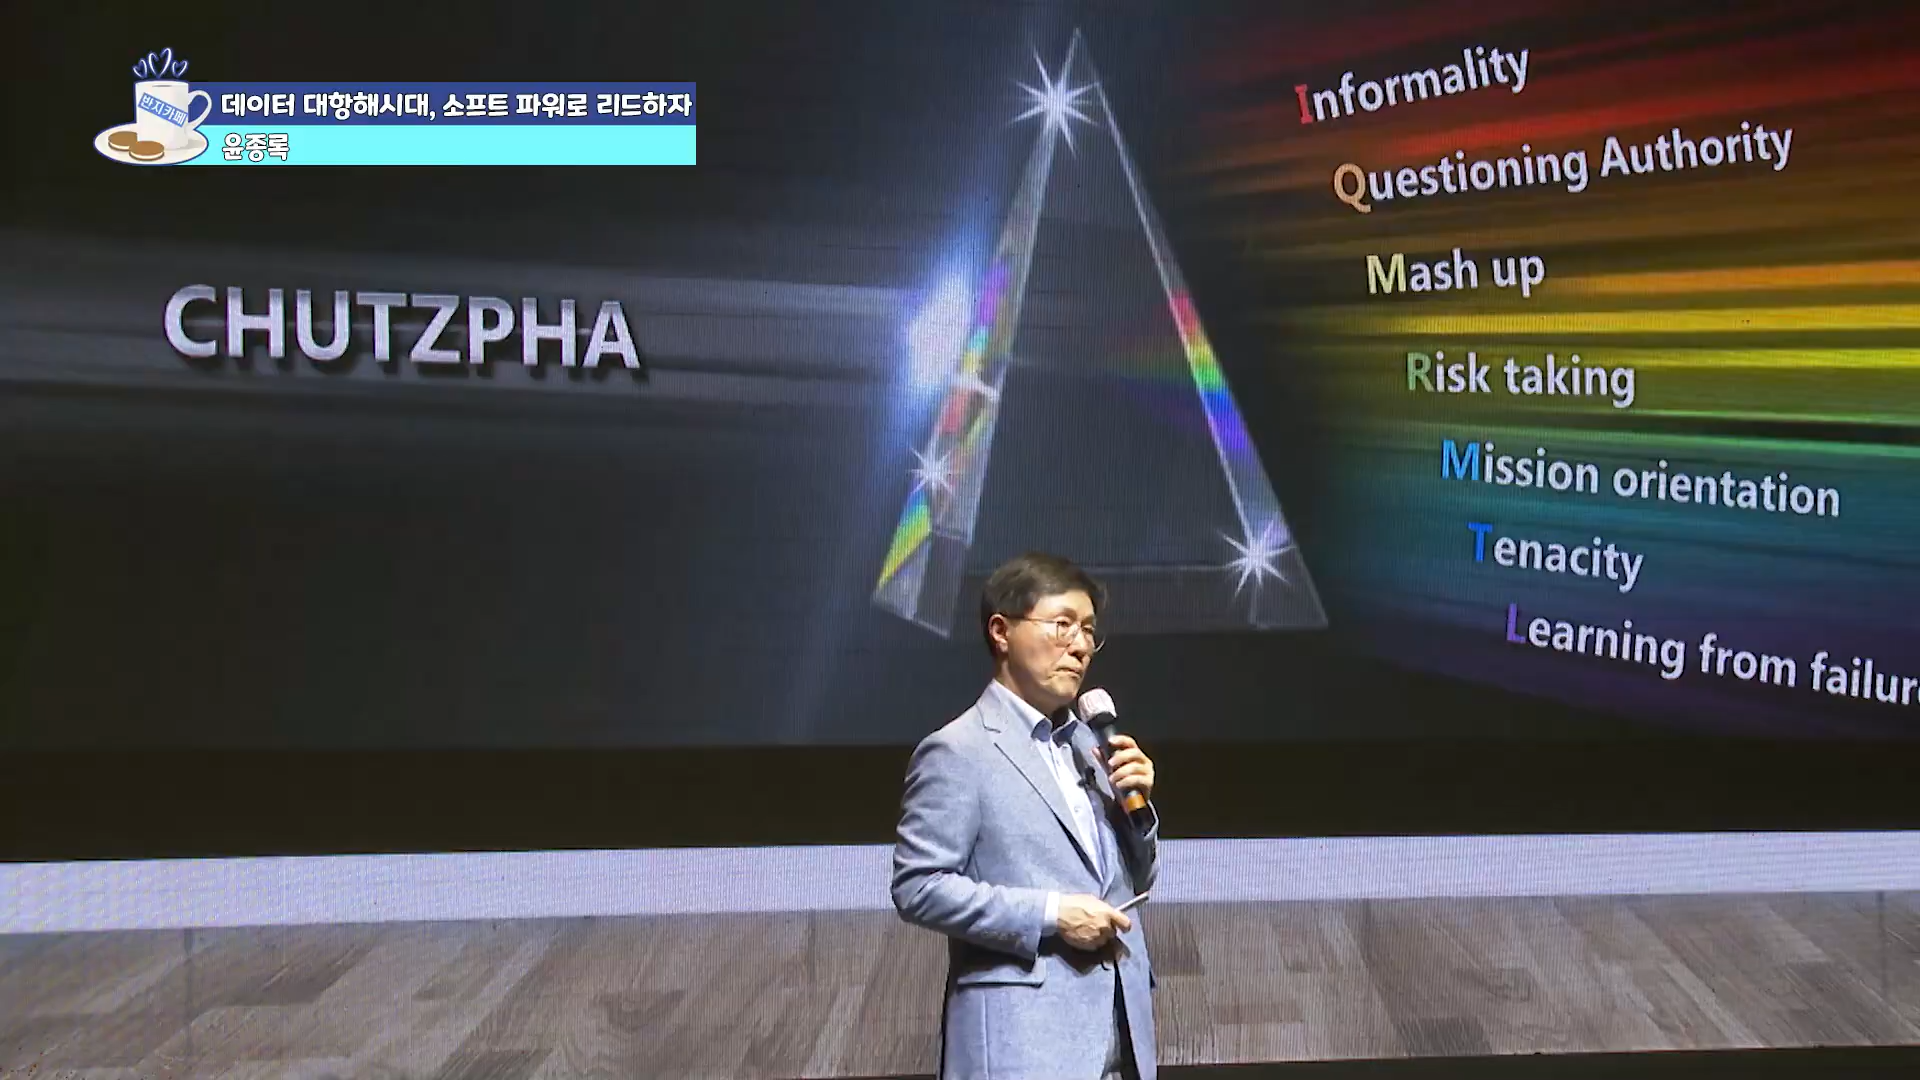 반지카페
데이터 대항해시대, 소프트 파워로 리드하자
윤종록
CHUTZPHA
Informality
Questioning Authority
Mash up
Risk taking
Mission orientation
Tenacity
Learning from failure